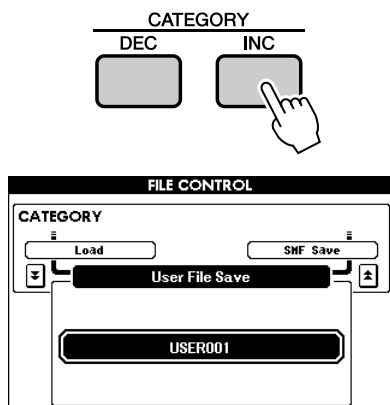 CATEGORY
DEC INC
FILE CONTROL
CATEGORY
Load SMF Save
User File Save
USER001